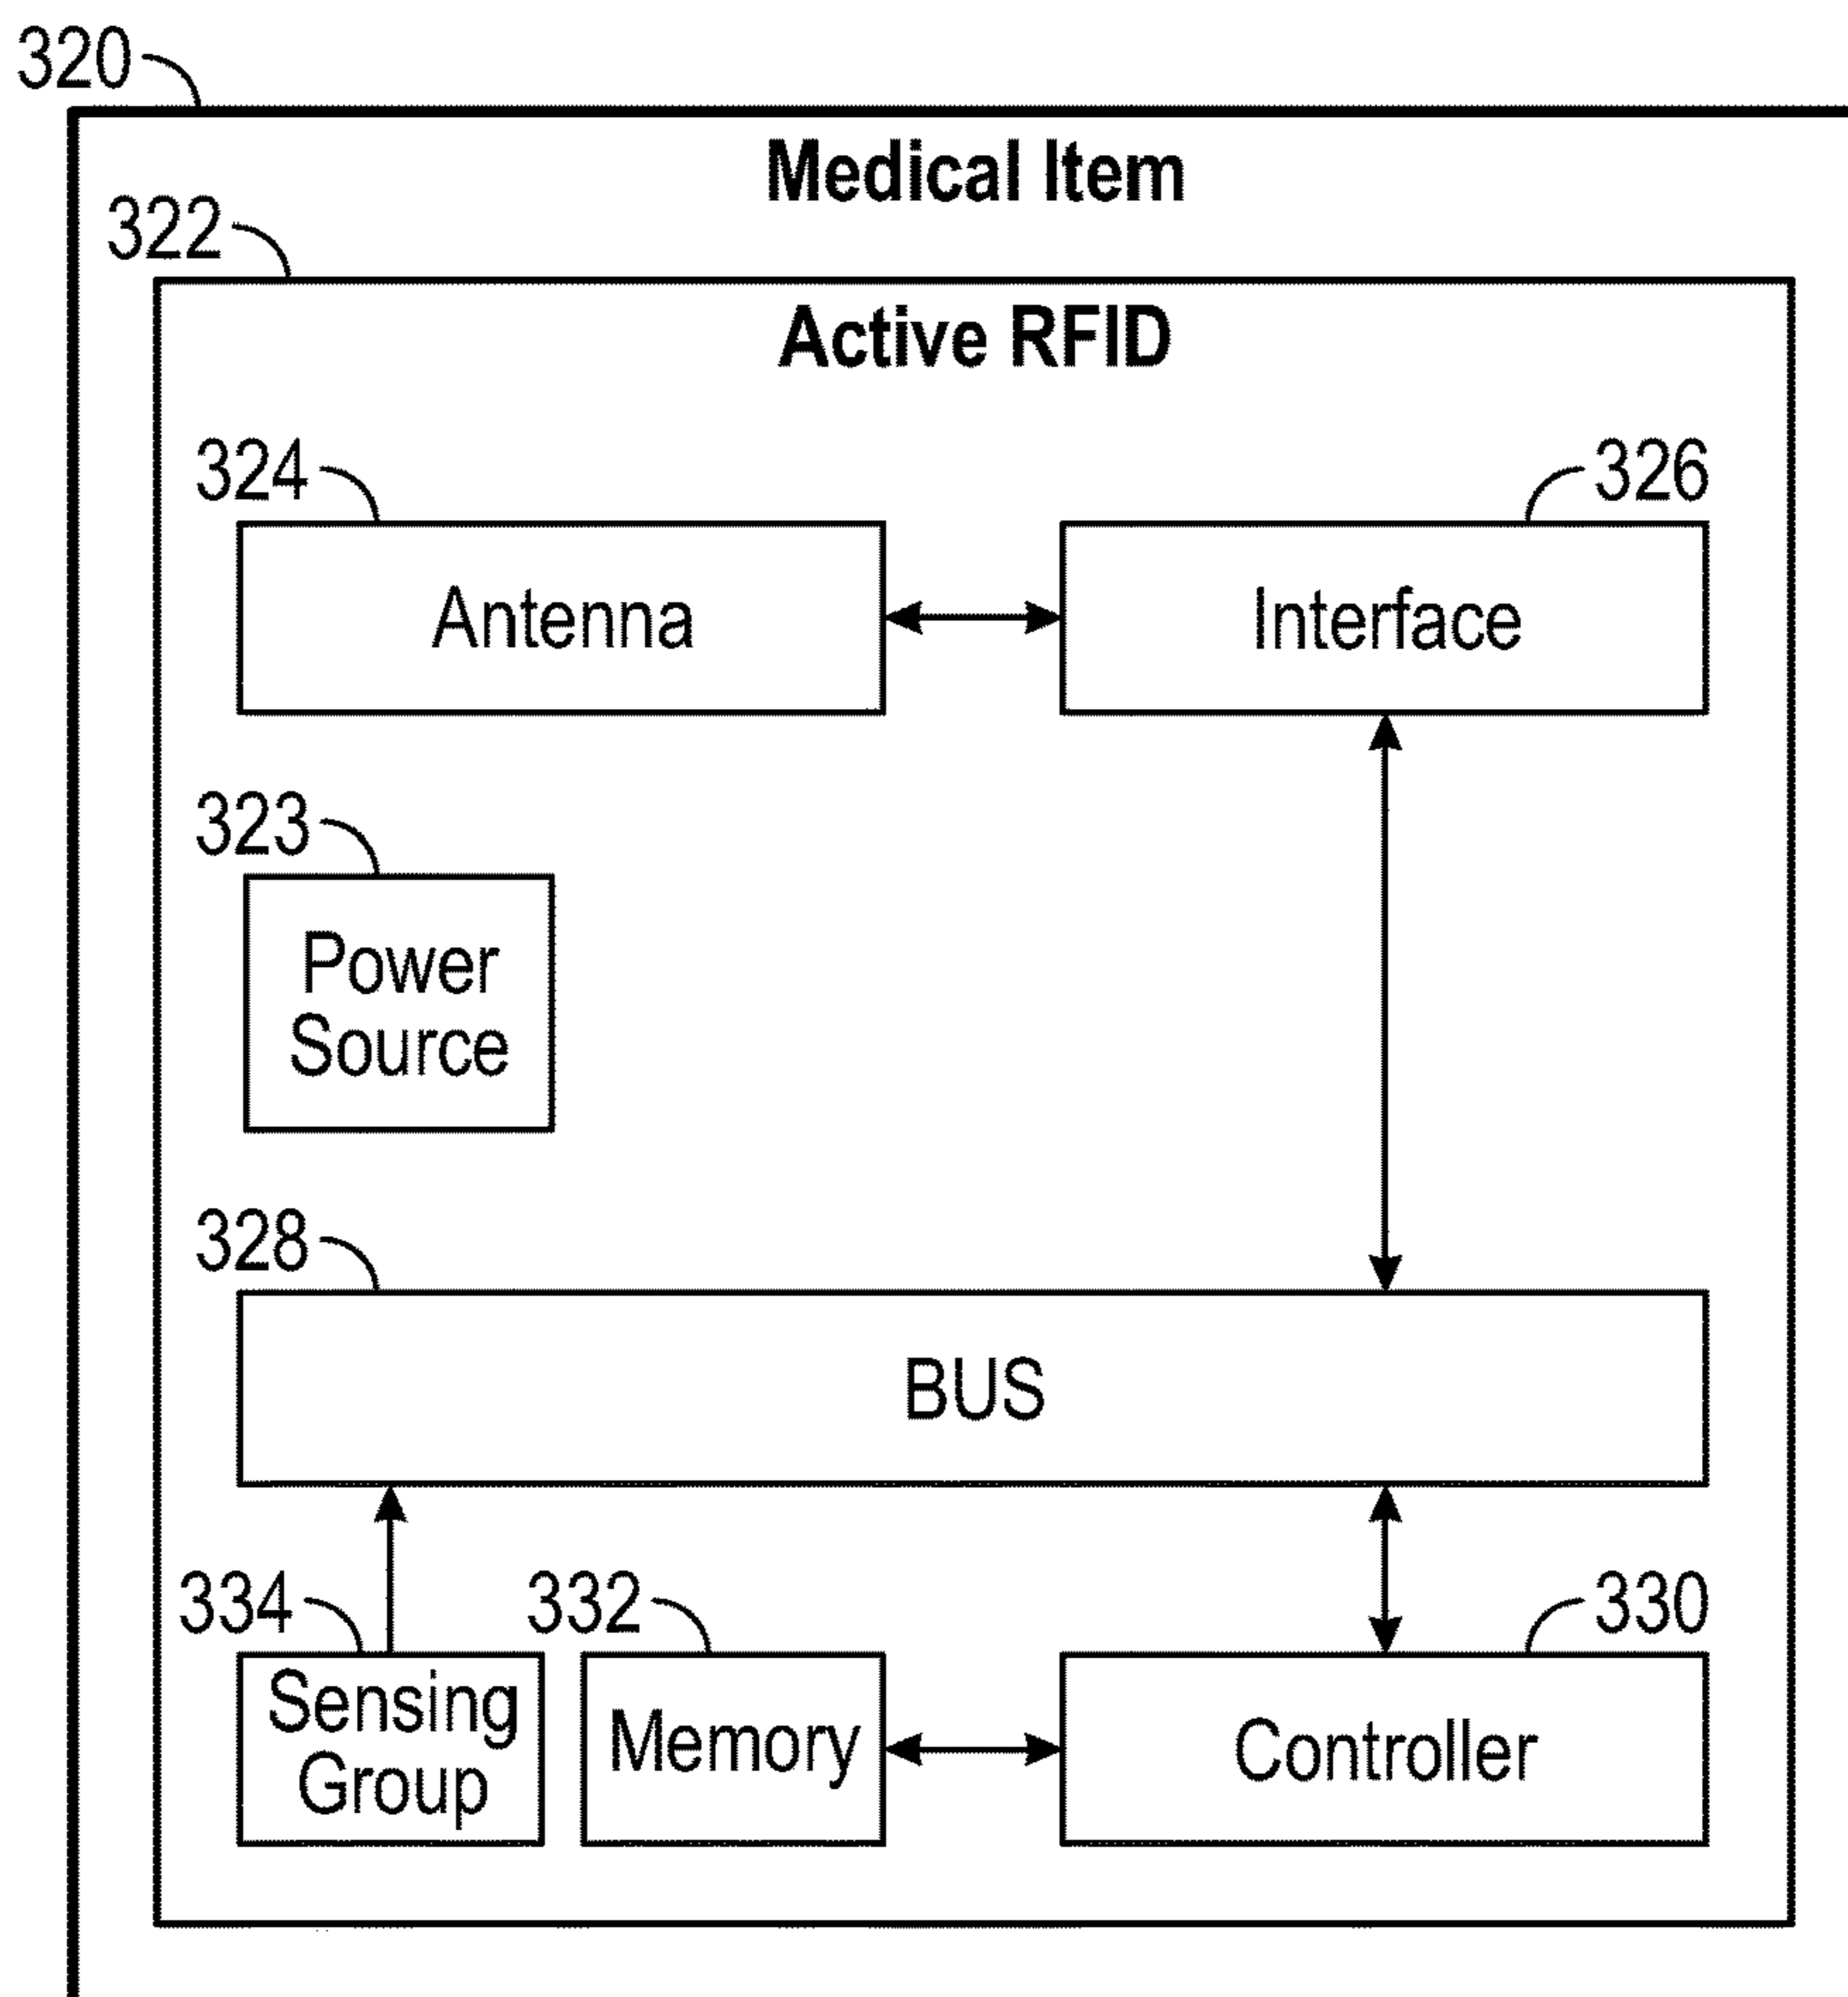 320
Medical Item
322
Active RFID
324
326
Antenna
Interface
323
Power
Source
328
BUS
334
332
330
Sensing
Group
Memory
Controller